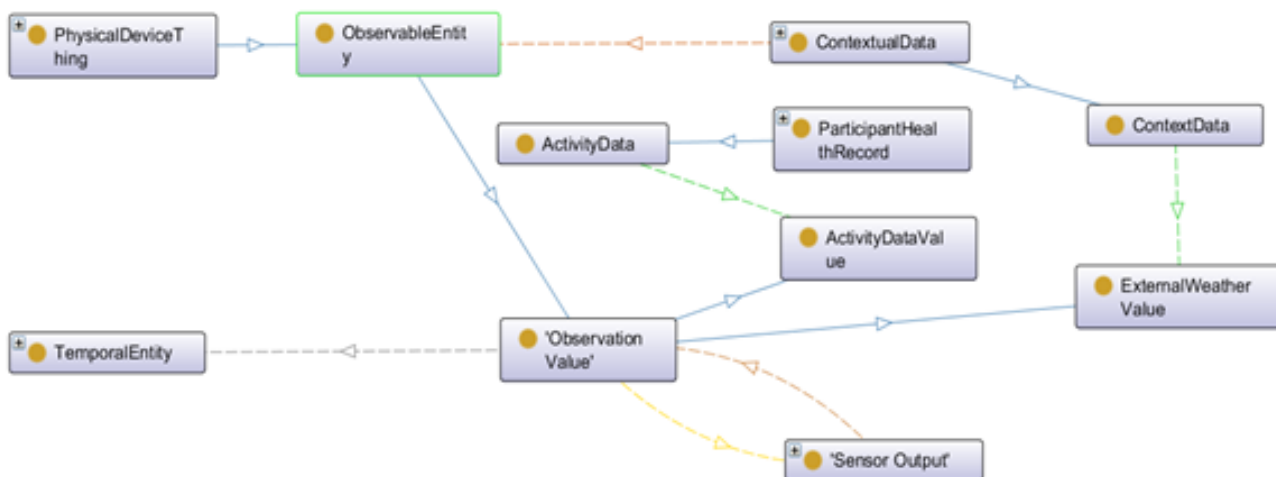 PhysicalDeviceT
hing
ObservableEntit
y
ContextualData
ActivityData
ParticipantHeal
thRecord
ContextData
ActivityDataVal
ue
ExternalWeather
Value
TemporalEntity
'Observation
Value'
'Sensor Output'